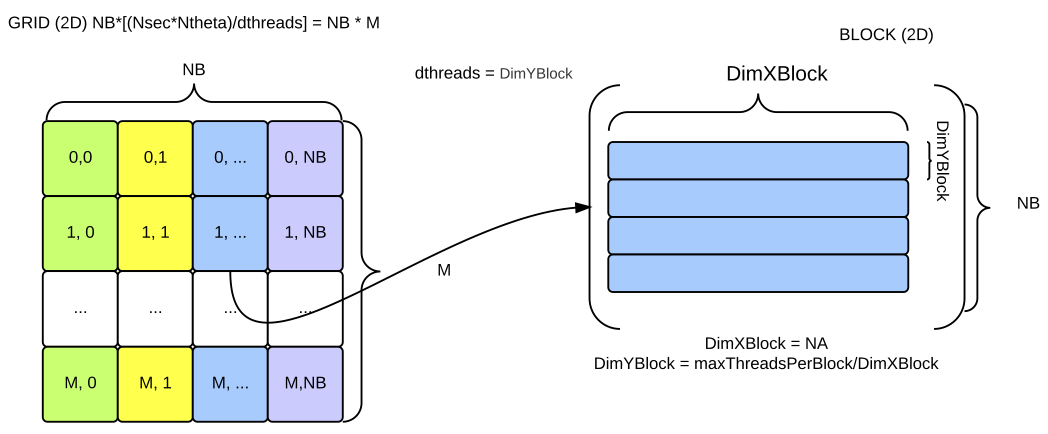 GRID (2D) NB*[(Nsec*Ntheta)/dthreads] = NB * M
BLOCK (2D)
NB
dthreads = DimYBlock
DimXBlock
0,0
0,1
0, ...
0, NB
DimYBlock
1, 0
1, 1
1, ...
1, NB
NB
M
...
...
...
...
DimXBlock = NA
DimYBlock = maxThreadsPerBlock/DimXBlock
M, 0
M, 1
M, ...
M,NB